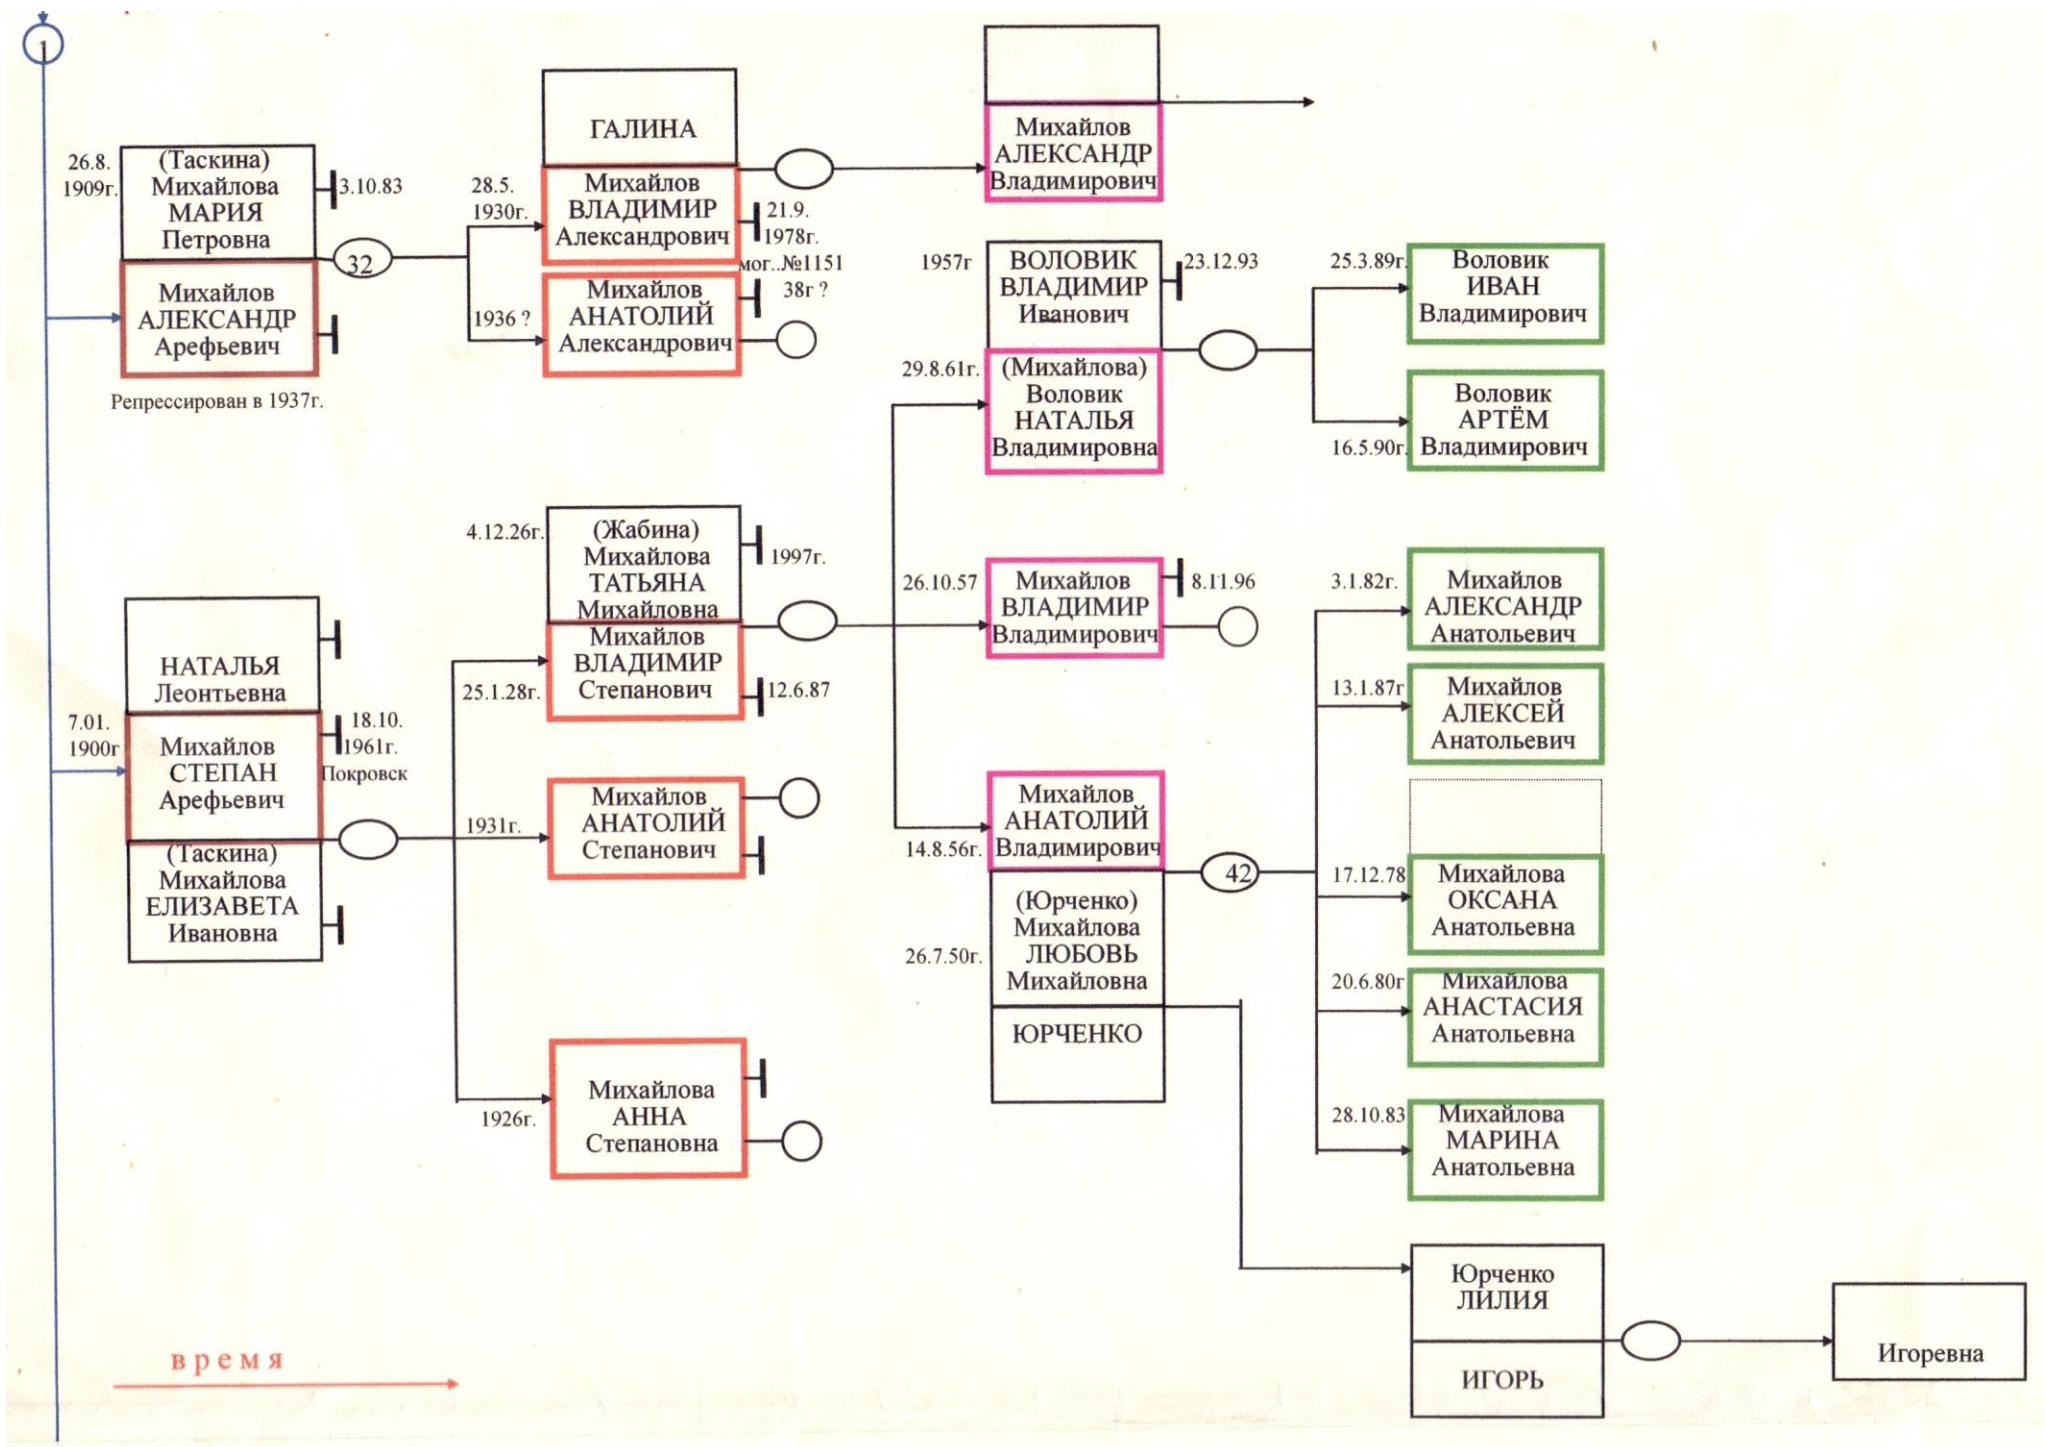 1
26.8.
1909г.
(Таскина)
Михайлова
МАРИЯ
Петровна
3.10.83
32
Михайлов
АЛЕКСАНДР
Арефьевич
Репрессирован в 1937г.
ГАЛИНА
28.5.
1930г.
Михайлов
ВЛАДИМИР
Александрович
21.9.
1978г.
мог..№1151
1936 ?
Михайлов
АНАТОЛИЙ
Александрович
38г ?
Михайлов
АЛЕКСАНДР
Владимирович
1957г
ВОЛОВИК
ВЛАДИМИР
Иванович
23.12.93
29.8.61г.
(Михайлова)
Воловик
НАТАЛЬЯ
Владимировна
25.3.89г.
Воловик
ИВАН
Владимирович
16.5.90г.
Воловик
АРТЁМ
Владимирович
НАТАЛЬЯ
Леонтьевна
7.01.
1900г
Михайлов
СТЕПАН
Арефьевич
18.10.
1961г.
Покровск
(Таскина)
Михайлова
ЕЛИЗАВЕТА
Ивановна
4.12.26г.
(Жабина)
Михайлова
ТАТЬЯНА
Михайловна
1997г.
25.1.28г.
Михайлов
ВЛАДИМИР
Степанович
12.6.87
1931г.
Михайлов
АНАТОЛИЙ
Степанович
1926г.
Михайлова
АННА
Степановна
26.10.57
Михайлов
ВЛАДИМИР
Владимирович
8.11.96
14.8.56г.
Михайлов
АНАТОЛИЙ
Владимирович
42
26.7.50г.
(Юрченко)
Михайлова
ЛЮБОВЬ
Михайловна
ЮРЧЕНКО
3.1.82г.
Михайлов
АЛЕКСАНДР
Анатольевич
13.1.87г
Михайлов
АЛЕКСЕЙ
Анатольевич
17.12.78
Михайлова
ОКСАНА
Анатольевна
20.6.80г
Михайлова
АНАСТАСИЯ
Анатольевна
28.10.83
Михайлова
МАРИНА
Анатольевна
Юрченко
ЛИЛИЯ
ИГОРЬ
Игоревна
время